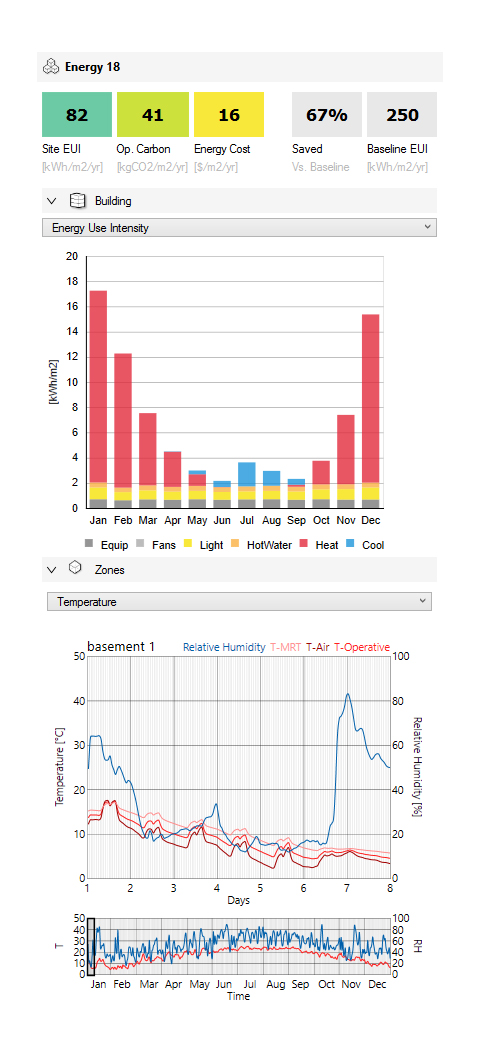 Energy 18
82 41 16 67% 250
Site EUI Op. Carbon Energy Cost Saved Baseline EUI
[kWh/m2/yr] [kgCO2/m2/yr] [$/m2/yr] Vs. Baseline [kWh/m2/yr]
Building
Energy Use Intensity
20
18
16
14
12
10
8
6
4
2
0
[kWh/m2]
Jan Feb Mar Apr May Jun Jul Aug Sep Oct Nov Dec
Equip Fans Light HotWater Heat Cool
Zones
Temperature
basement 1 Relative Humidity T-MRT T-Air T-Operative
50 100
40 80
30 60
20 40
10 20
0 0
Temperature [°C]
Relative Humidity [%]
1 2 3 4 5 6 7 8
Days
50 100
40 80
30 60
20 40
10 20
0 0
T
RH
Jan Feb Mar Apr May Jun Jul Aug Sep Oct Nov Dec
Time